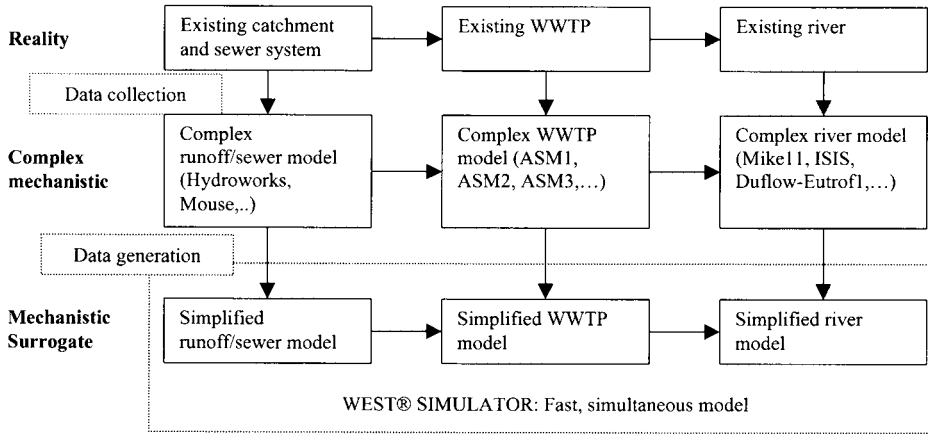 Reality
Existing catchment
and sewer system
Existing WWTP
Existing river
Data collection
Complex
mechanistic
Complex
runoff/sewer model
(Hydroworks,
Mouse,..)
Complex WWTP
model (ASM1,
ASM2, ASM3,...)
Complex river model
(Mike11, ISIS,
Duflow-Eutrof1,...)
Data generation
Mechanistic
Surrogate
Simplified
runoff/sewer model
Simplified WWTP
model
Simplified river
model
WEST® SIMULATOR: Fast, simultaneous model